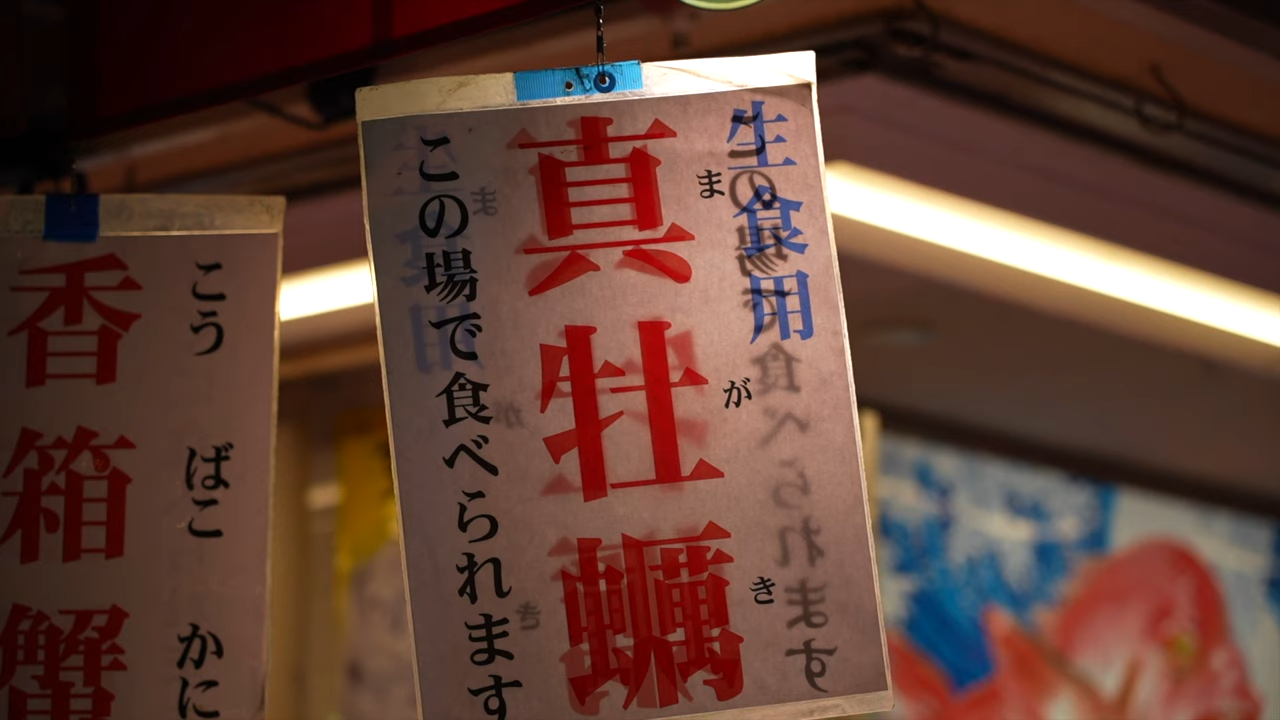 生食用
真牡蠣
まがき
この場で食べられます
こうばこかに
香箱蟹